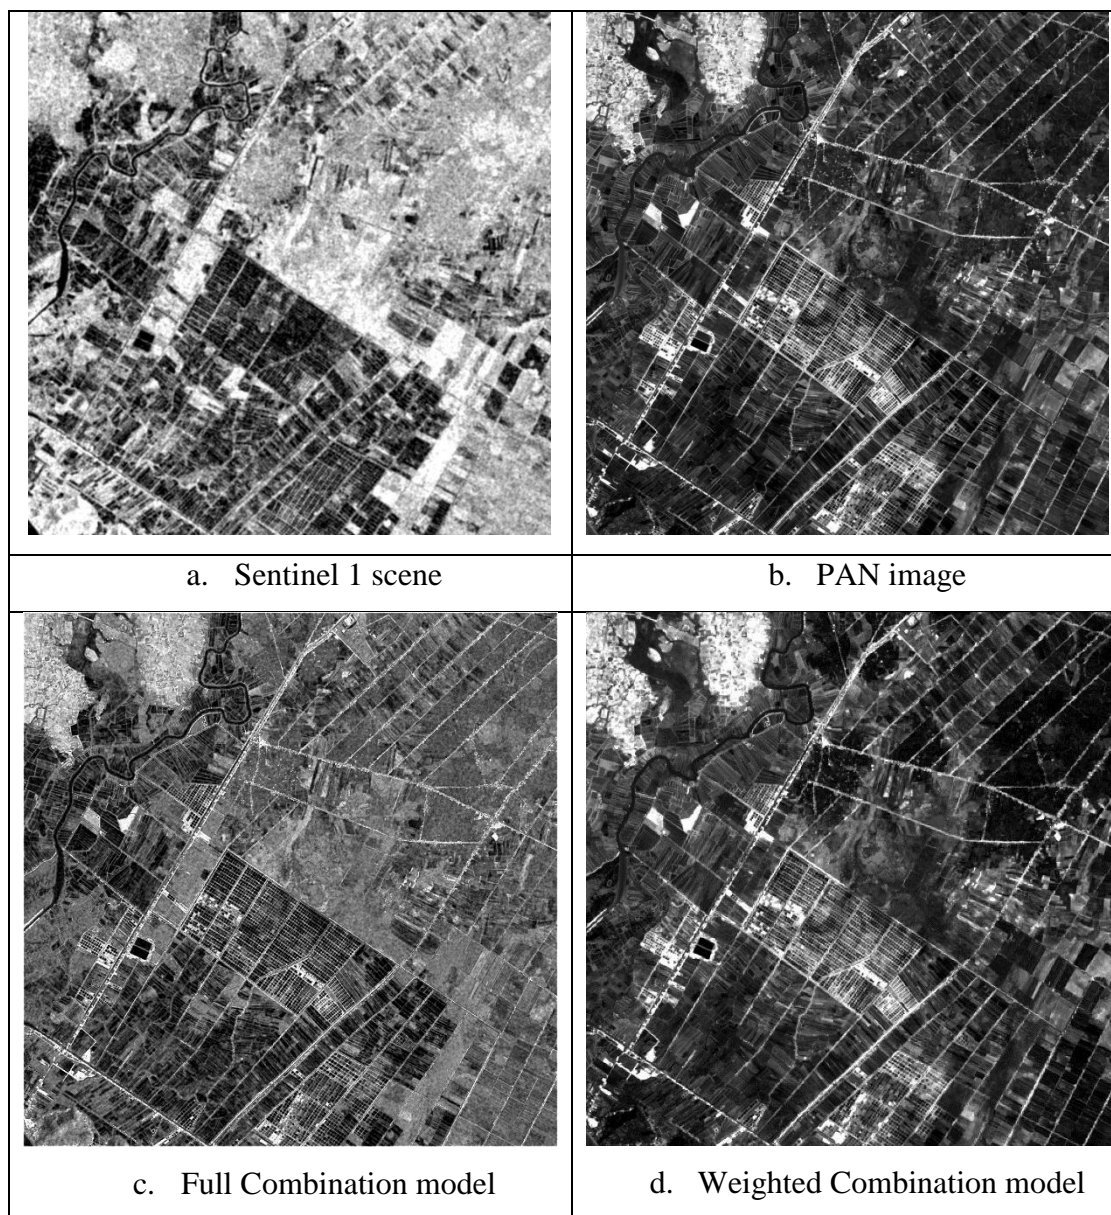 a. Sentinel 1 scene
b. PAN image
c. Full Combination model
d. Weighted Combination model